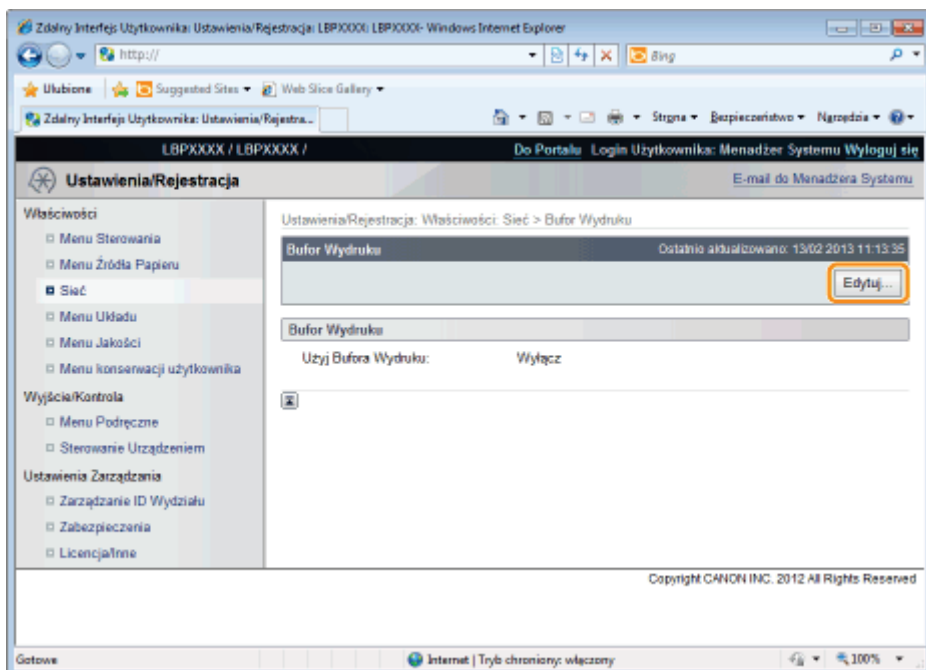 Zdalny Interfejs Użytkownika: Ustawienia/Rejestracja: LBPXXXX: LBPXXXX- Windows Internet Explorer
http://
Bing
Ulubione Suggested Sites Web Slice Gallery
Zdalny Interfejs Użytkownika: Ustawienia/Rejestra...
Strona Bezpieczeństwo Narzędzia
LBPXXXX / LBPXXXX /
Do Portalu Login Użytkownika: Menadżer Systemu Wyloguj się
Ustawienia/Rejestracja
E-mail do Menadżera Systemu
Właściwości
Menu Sterowania
Menu Źródła Papieru
Sieć
Menu Układu
Menu Jakości
Menu konserwacji użytkownika
Wyjście/Kontrola
Menu Podręczne
Sterowanie Urządzeniem
Ustawienia Zarządzania
Zarządzanie ID Wydziału
Zabezpieczenia
Licencja/Inne
Ustawienia/Rejestracja: Właściwości: Sieć > Bufor Wydruku
Bufor Wydruku
Ostatnio aktualizowano: 13/02 2013 11:13:35
Edytuj...
Bufor Wydruku
Użyj Bufora Wydruku: Wyłącz
Copyright CANON INC. 2012 All Rights Reserved
Gotowe
Internet | Tryb chroniony: włączony
100%